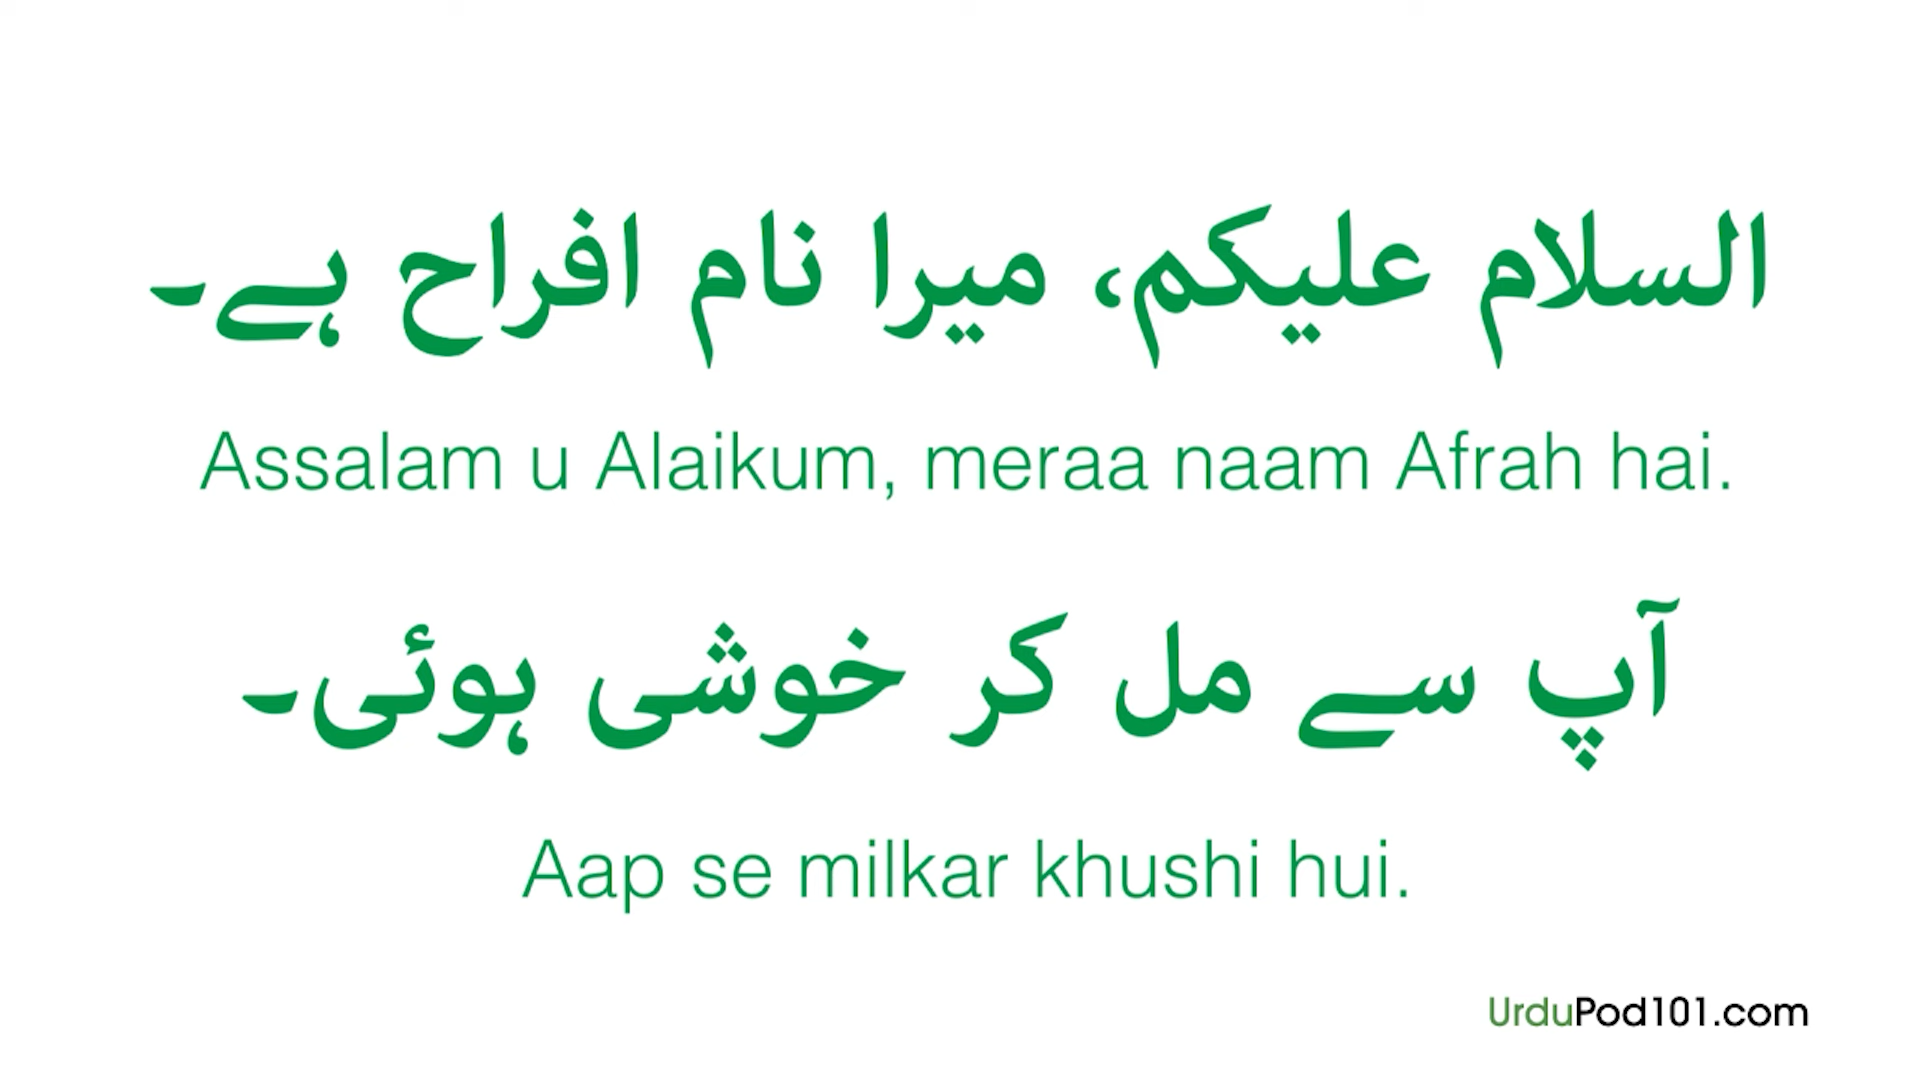 السلام علیکم، میرا نام افراح ہے۔
Assalam u Alaikum, meraa naam Afrah hai.
آپ سے مل کر خوشی ہوئی۔
Aap se milkar khushi hui.
UrduPod101.com